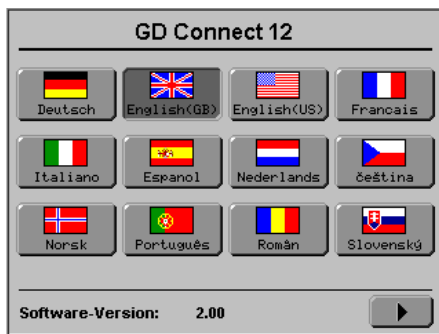 GD Connect 12
Deutsch English(GB) English(US) Francais
Italiano Espanol Nederlands čeština
Norsk Português Român Slovenský
Software-Version: 2.00